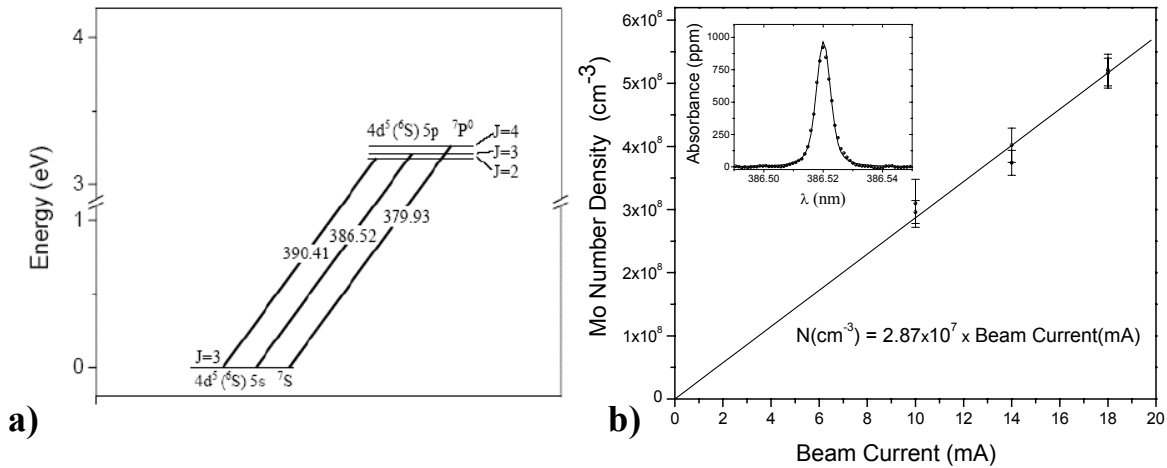 4
3
1
0
Energy (eV)
4d⁵ (⁶S) 5p ⁷P⁰
J=4
J=3
J=2
390.41
386.52
379.93
J=3
4d⁵ (⁶S) 5s ⁷S
a)
6x10⁸
5x10⁸
4x10⁸
3x10⁸
2x10⁸
1x10⁸
0
Mo Number Density (cm⁻³)
1000
750
500
250
0
Absorbance (ppm)
386.50 386.52 386.54
λ (nm)
N(cm⁻³) = 2.87x10⁷ x Beam Current(mA)
0 2 4 6 8 10 12 14 16 18 20
Beam Current (mA)
b)